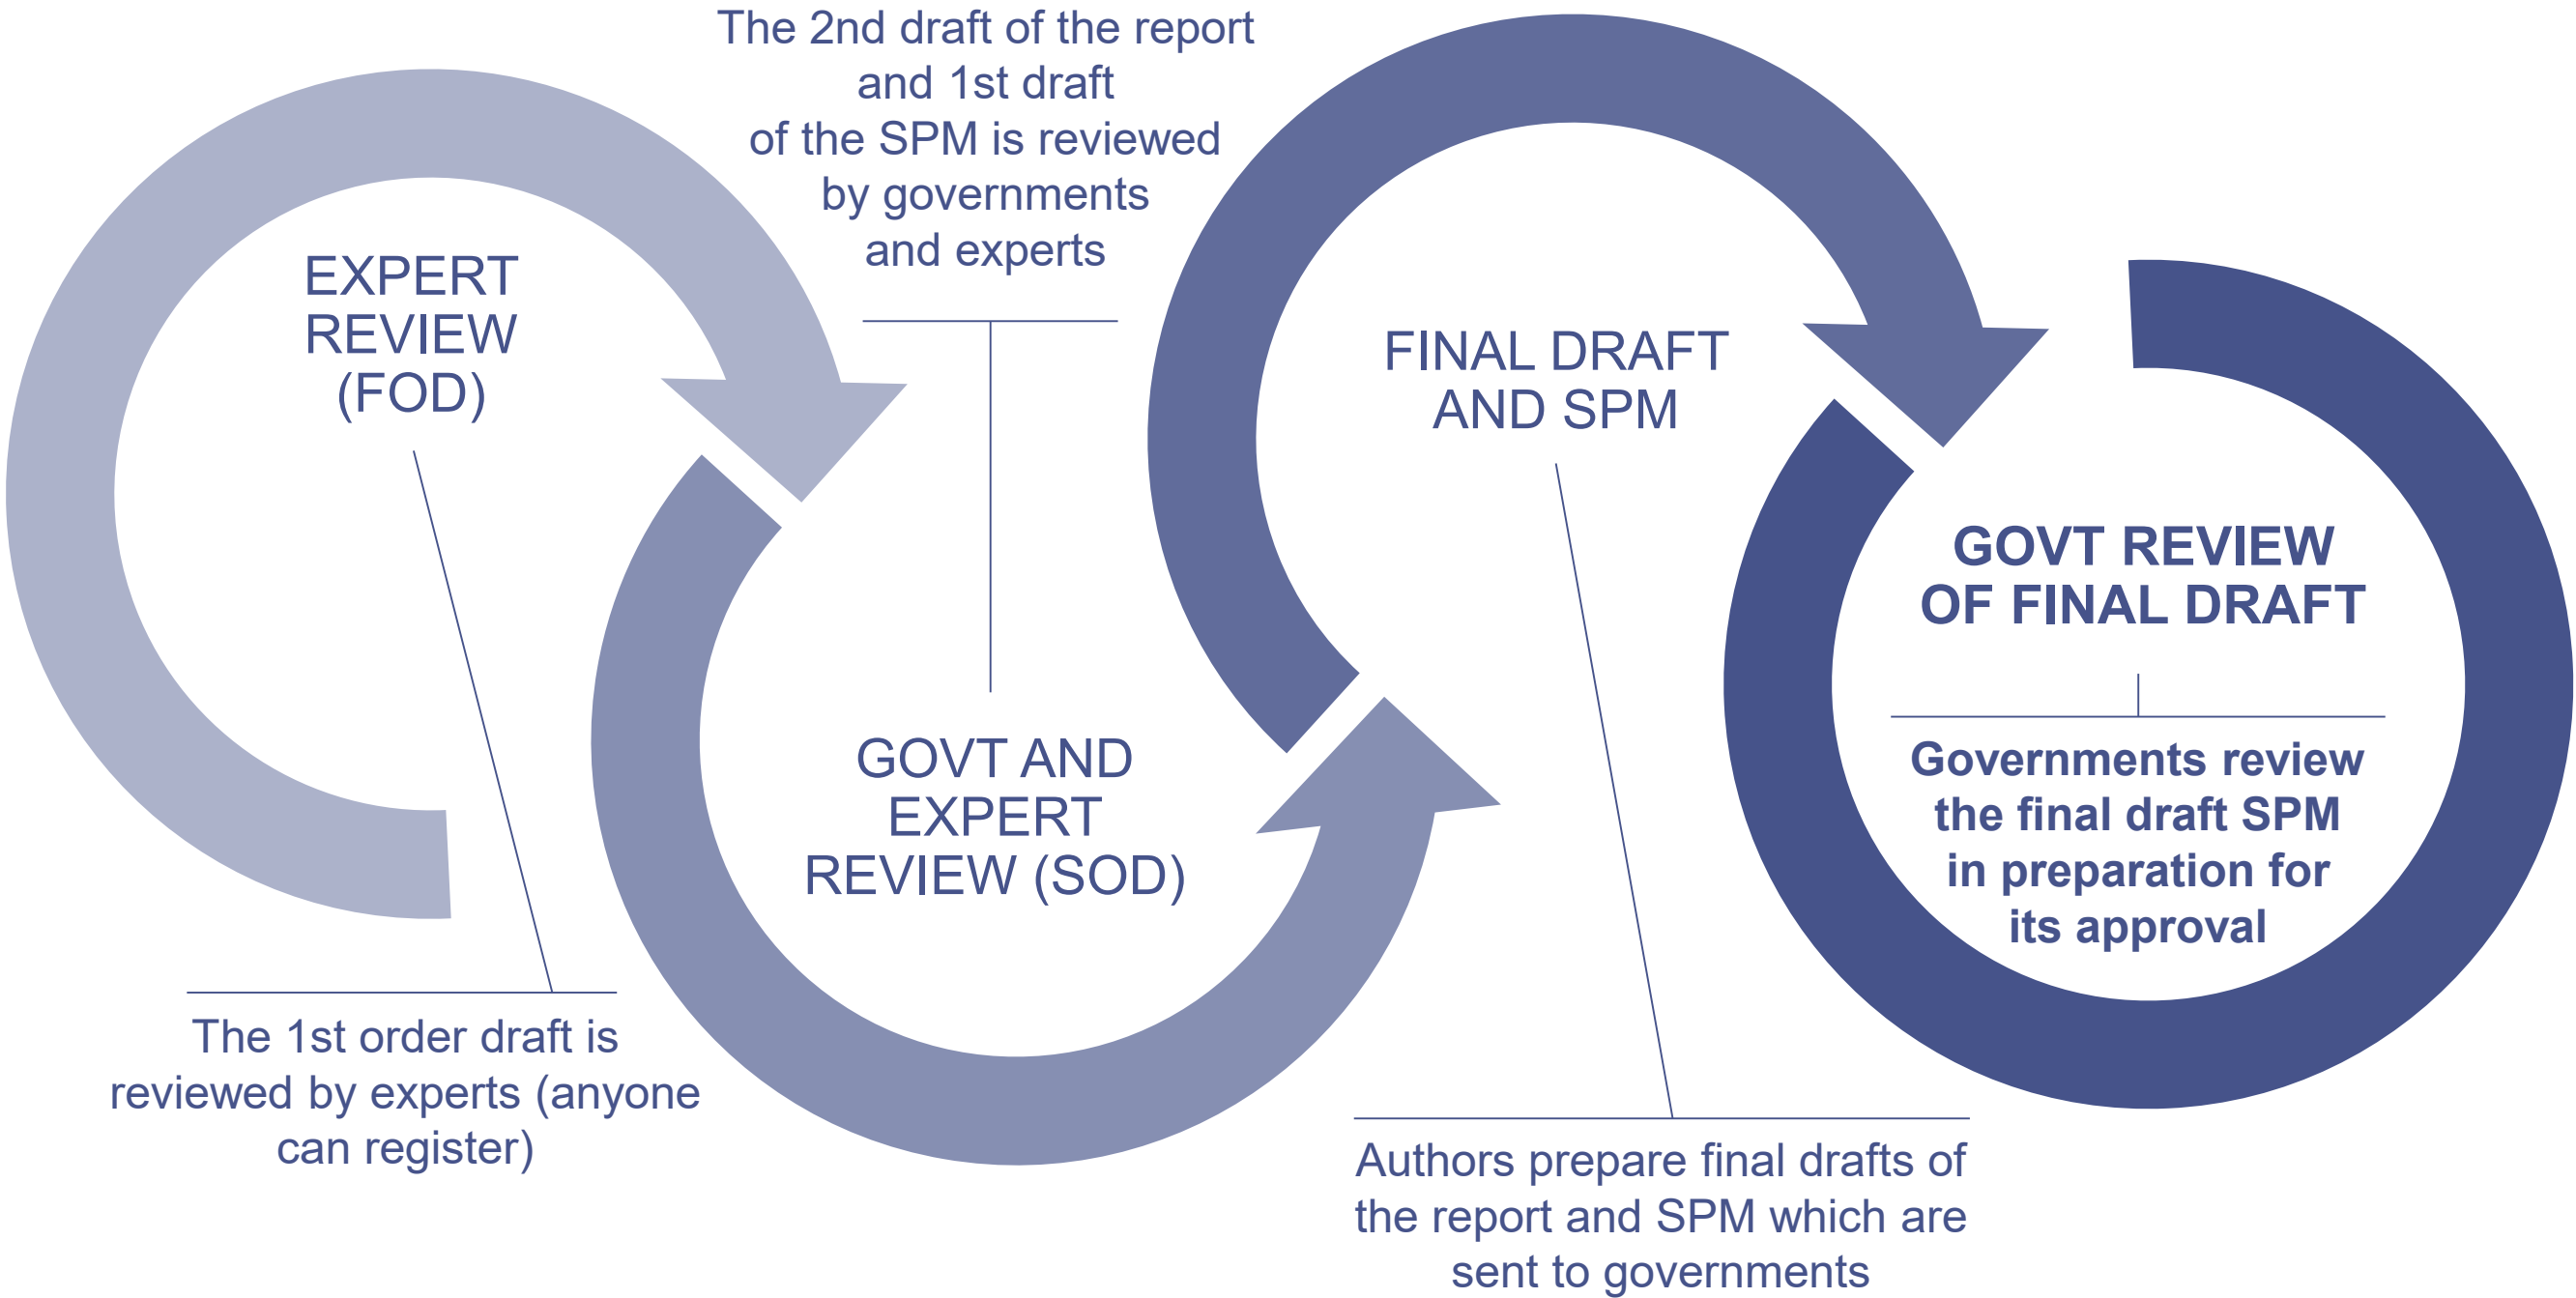 EXPERT
REVIEW
(FOD)
The 1st order draft is
reviewed by experts (anyone
can register)
The 2nd draft of the report
and 1st draft
of the SPM is reviewed
by governments
and experts
GOVT AND
EXPERT
REVIEW (SOD)
FINAL DRAFT
AND SPM
Authors prepare final drafts of
the report and SPM which are
sent to governments
GOVT REVIEW
OF FINAL DRAFT
Governments review
the final draft SPM
in preparation for
its approval